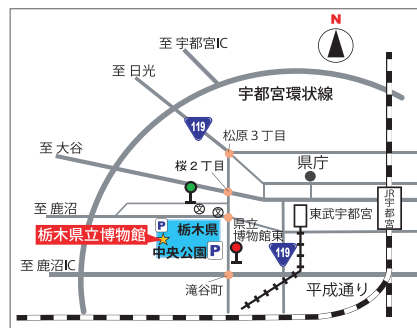 至 宇都宮IC
N
至 日光
宇都宮環状線
119
松原３丁目
至 大谷
桜２丁目
県庁
至 鹿沼
P
栃木県
中央公園
P
県立
博物館東
東武宇都宮
JR宇都宮
栃木県立博物館
119
至 鹿沼IC
滝谷町
平成通り